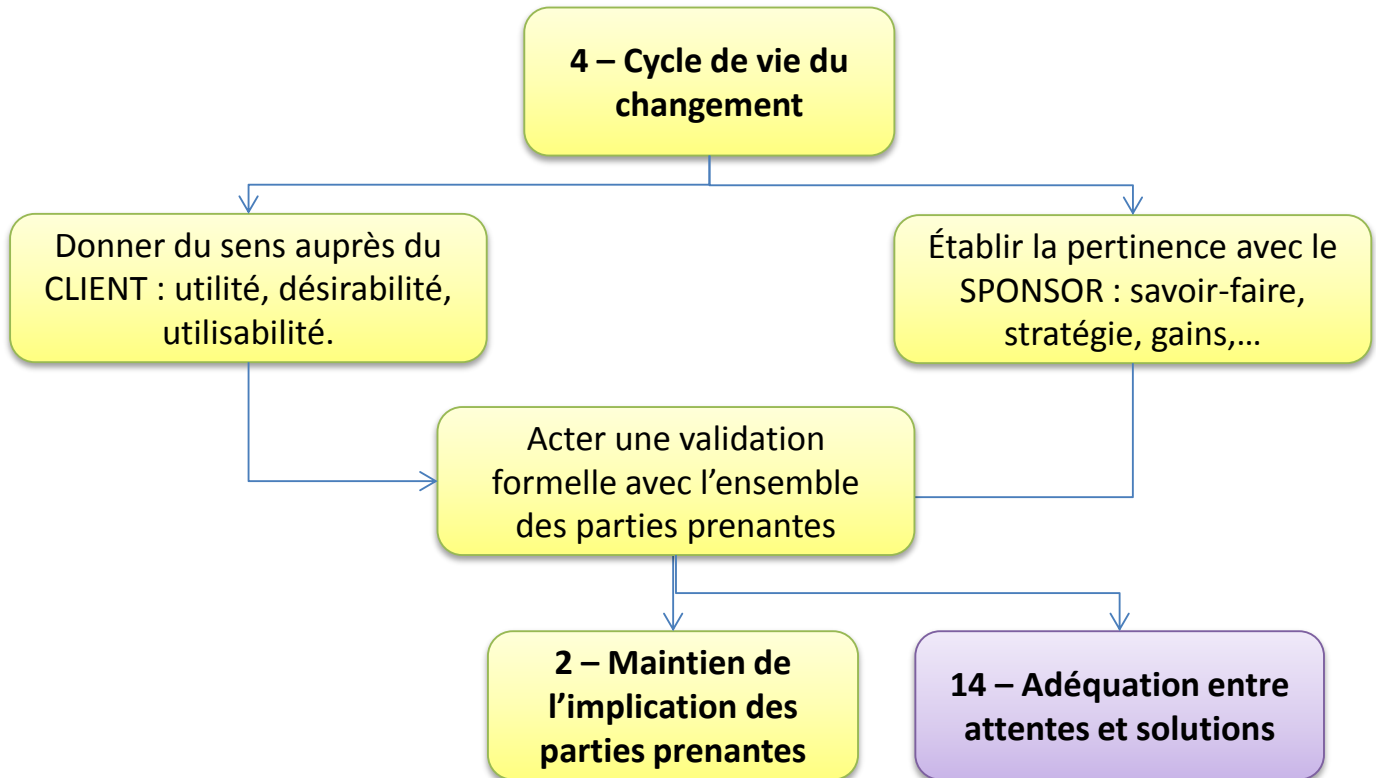 4 – Cycle de vie du
changement
Donner du sens auprès du
CLIENT : utilité, désirabilité,
utilisabilité.
Établir la pertinence avec le
SPONSOR : savoir-faire,
stratégie, gains,…
Acter une validation
formelle avec l’ensemble
des parties prenantes
2 – Maintien de
l’implication des
parties prenantes
14 – Adéquation entre
attentes et solutions